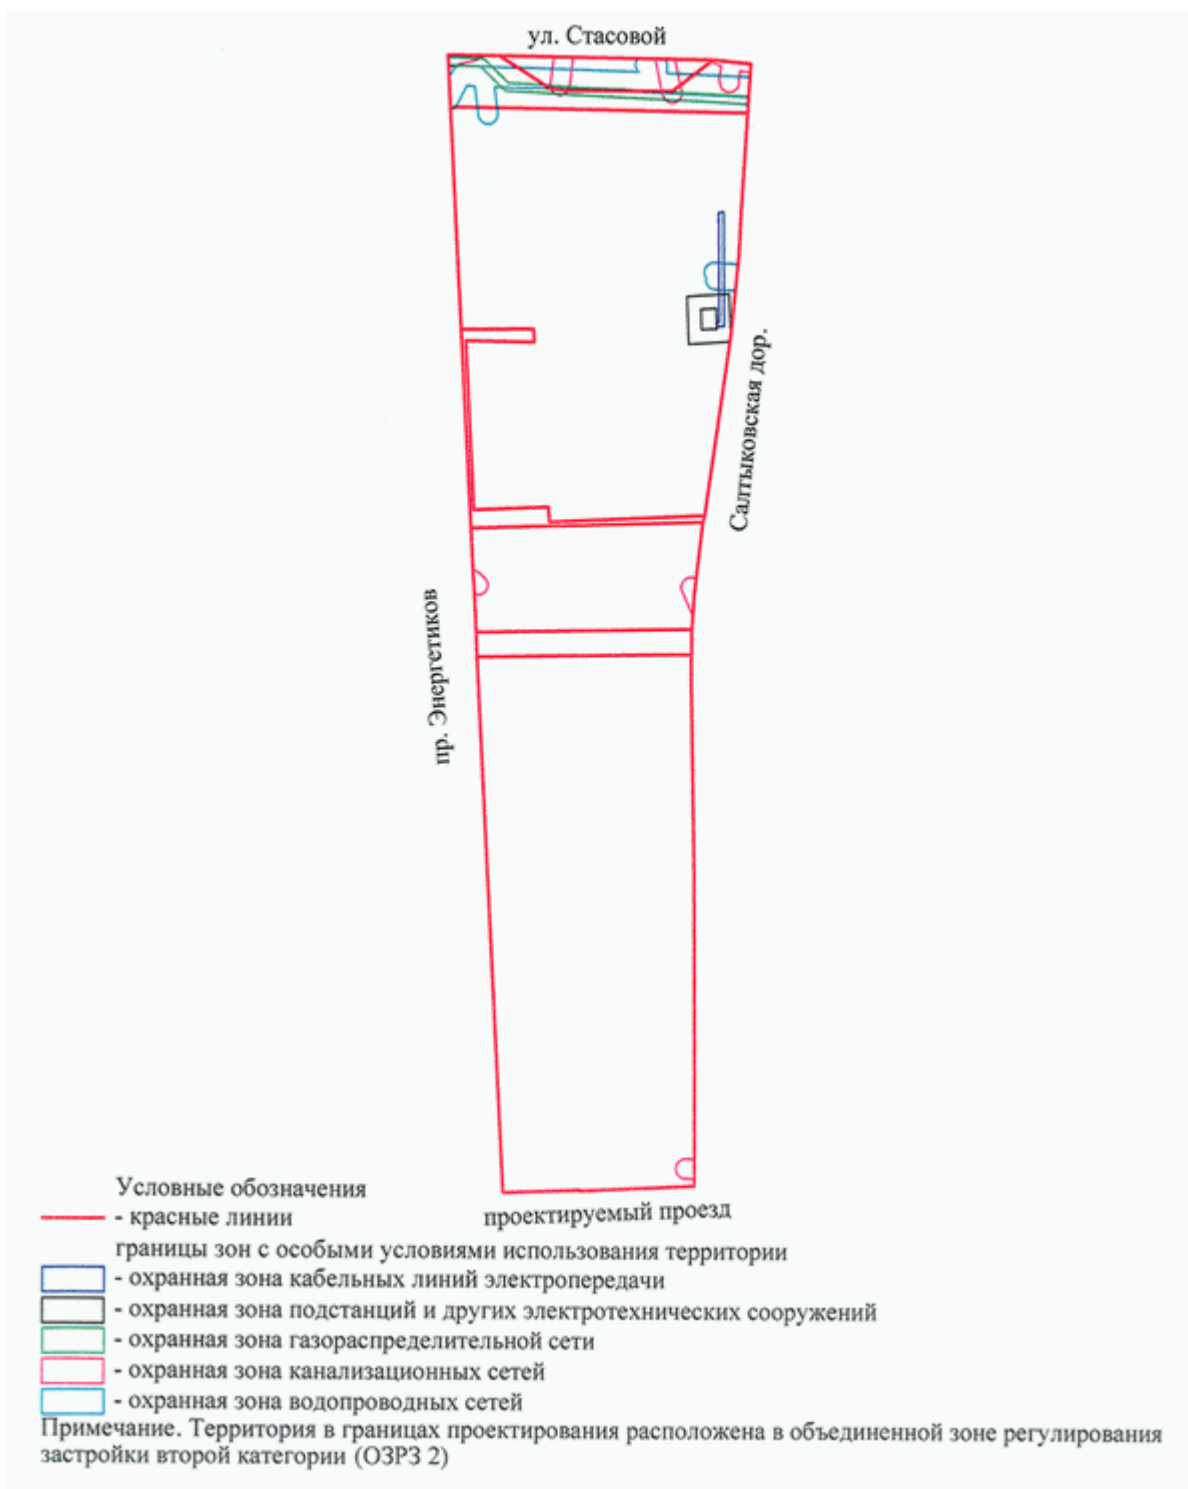 ул. Стасовой
Салтыковская дор.
пр. Энергетиков
проектируемый проезд
Условные обозначения
- красные линии
границы зон с особыми условиями использования территории
- охранная зона кабельных линий электропередачи
- охранная зона подстанций и других электротехнических сооружений
- охранная зона газораспределительной сети
- охранная зона канализационных сетей
- охранная зона водопроводных сетей
Примечание. Территория в границах проектирования расположена в объединенной зоне регулирования
застройки второй категории (ОЗРЗ 2)